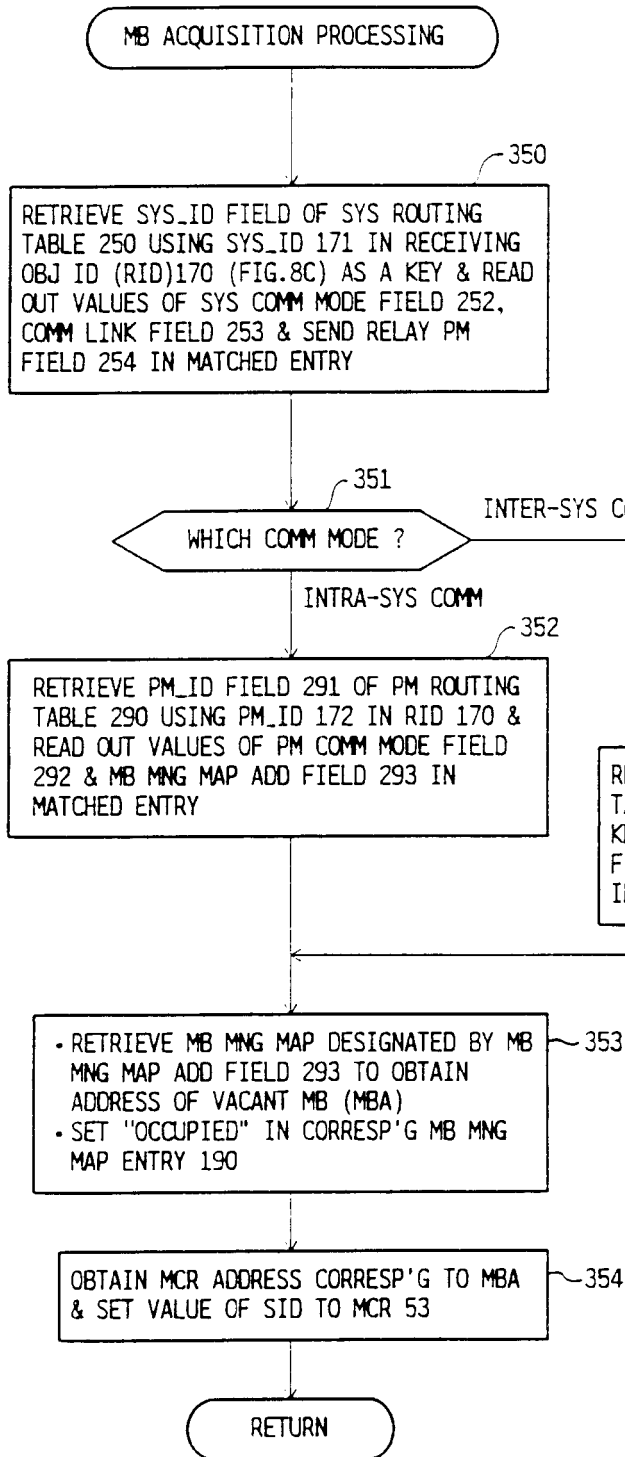 MB ACQUISITION PROCESSING
350
RETRIEVE SYS_ID FIELD OF SYS ROUTING
TABLE 250 USING SYS_ID 171 IN RECEIVING
OBJ ID (RID)170 (FIG.8C) AS A KEY & READ
OUT VALUES OF SYS COMM MODE FIELD 252,
COMM LINK FIELD 253 & SEND RELAY PM
FIELD 254 IN MATCHED ENTRY
351
WHICH COMM MODE ?
INTER-SYS
INTRA-SYS COMM
352
RETRIEVE PM_ID FIELD 291 OF PM ROUTING
TABLE 290 USING PM_ID 172 IN RID 170 &
READ OUT VALUES OF PM COMM MODE FIELD
292 & MB MNG MAP ADD FIELD 293 IN
MATCHED ENTRY
· RETRIEVE MB MNG MAP DESIGNATED BY MB
MNG MAP ADD FIELD 293 TO OBTAIN
ADDRESS OF VACANT MB (MBA)
· SET "OCCUPIED" IN CORRESP'G MB MNG
MAP ENTRY 190
353
OBTAIN MCR ADDRESS CORRESP'G TO MBA
& SET VALUE OF SID TO MCR 53
354
RETURN